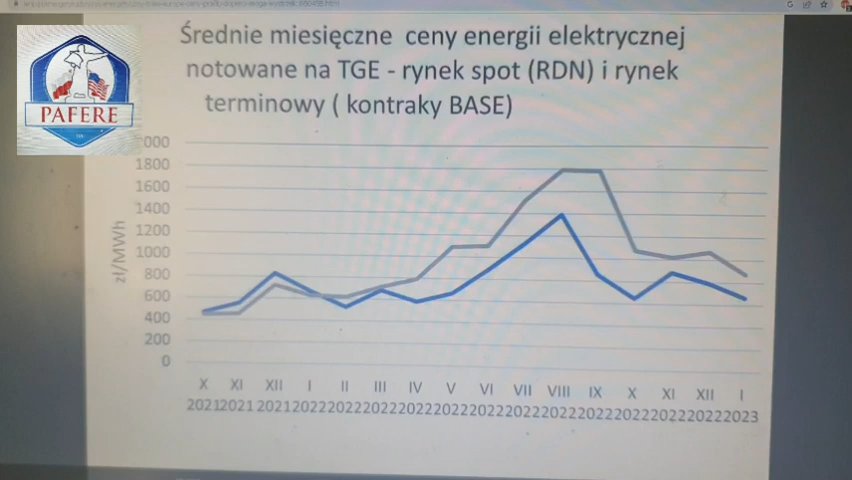 PAFERE
Średnie miesięczne ceny energii elektrycznej
notowane na TGE - rynek spot (RDN) i rynek
terminowy ( kontraky BASE)
zł/MWh
000
1800
1600
1400
1200
1000
800
600
400
200
0
X XI XII I II III IV V VI VII VIII IX X XI XII I
2021 2021 2021 2022 2022 2022 2022 2022 2022 2022 2022 2022 2022 2022 2022 2023